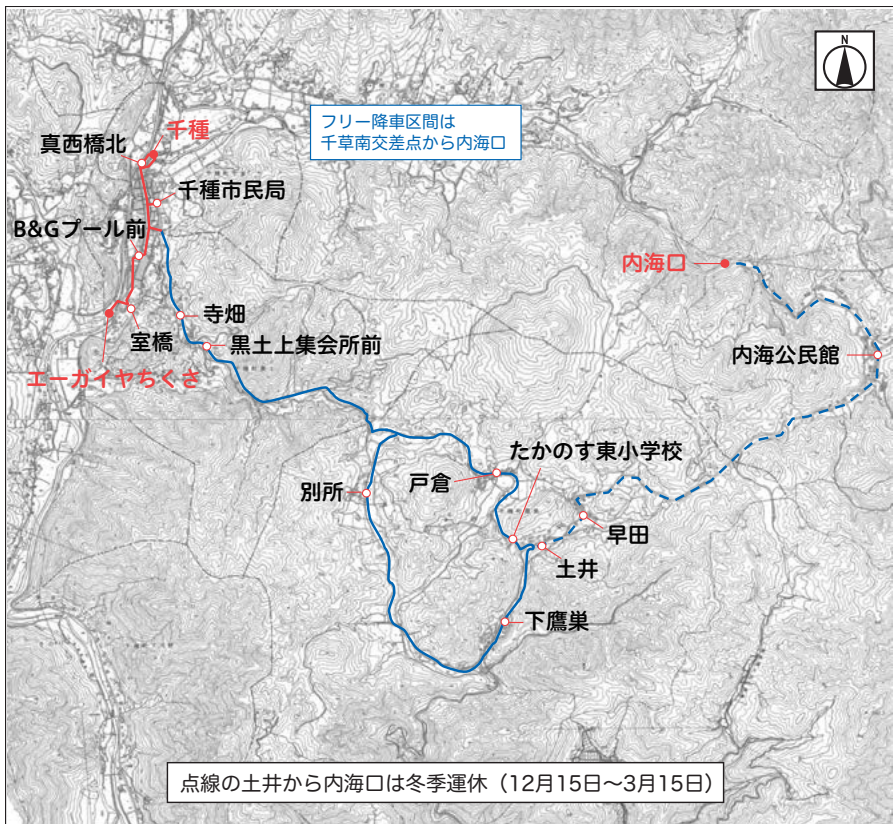 N
フリー降車区間は
千草南交差点から内海口
千種
真西橋北
千種市民局
B&Gプール前
内海口
寺畑
室橋
黒土上集会所前
内海公民館
エーガイヤちくさ
たかのす東小学校
戸倉
別所
早田
土井
下鷹巣
点線の土井から内海口は冬季運休（12月15日〜3月15日）